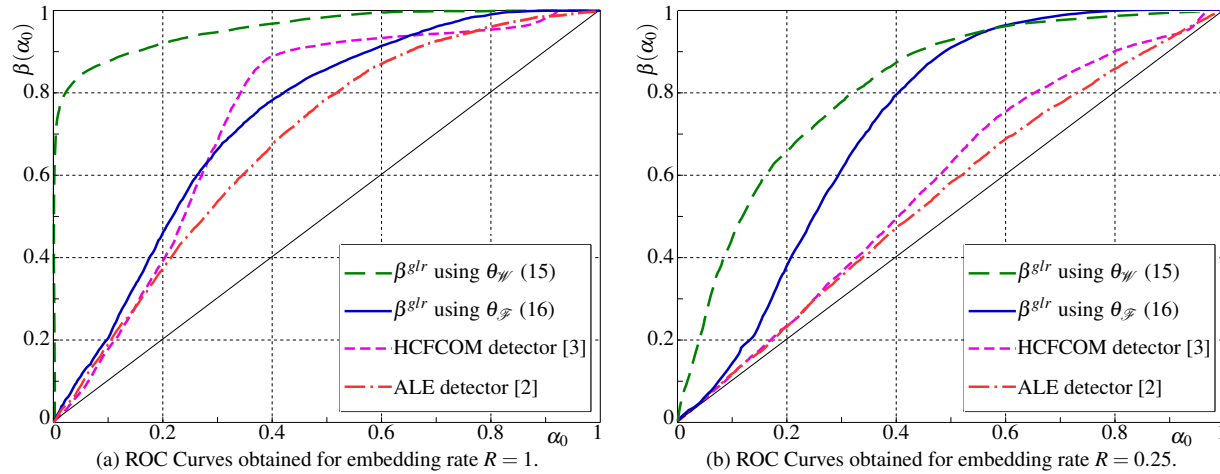 β(α₀)
1
0.8
0.6
0.4
0.2
0
0 0.2 0.4 0.6 0.8 α₀ 1
β^glr using θ_𝒲 (15)
β^glr using θ_ℱ (16)
HCFCOM detector [3]
ALE detector [2]
(a) ROC Curves obtained for embedding rate R = 1.
β(α₀)
1
0.8
0.6
0.4
0.2
0
0 0.2 0.4 0.6 0.8 α₀ 1
β^glr using θ_𝒲 (15)
β^glr using θ_ℱ (16)
HCFCOM detector [3]
ALE detector [2]
(b) ROC Curves obtained for embedding rate R = 0.25.